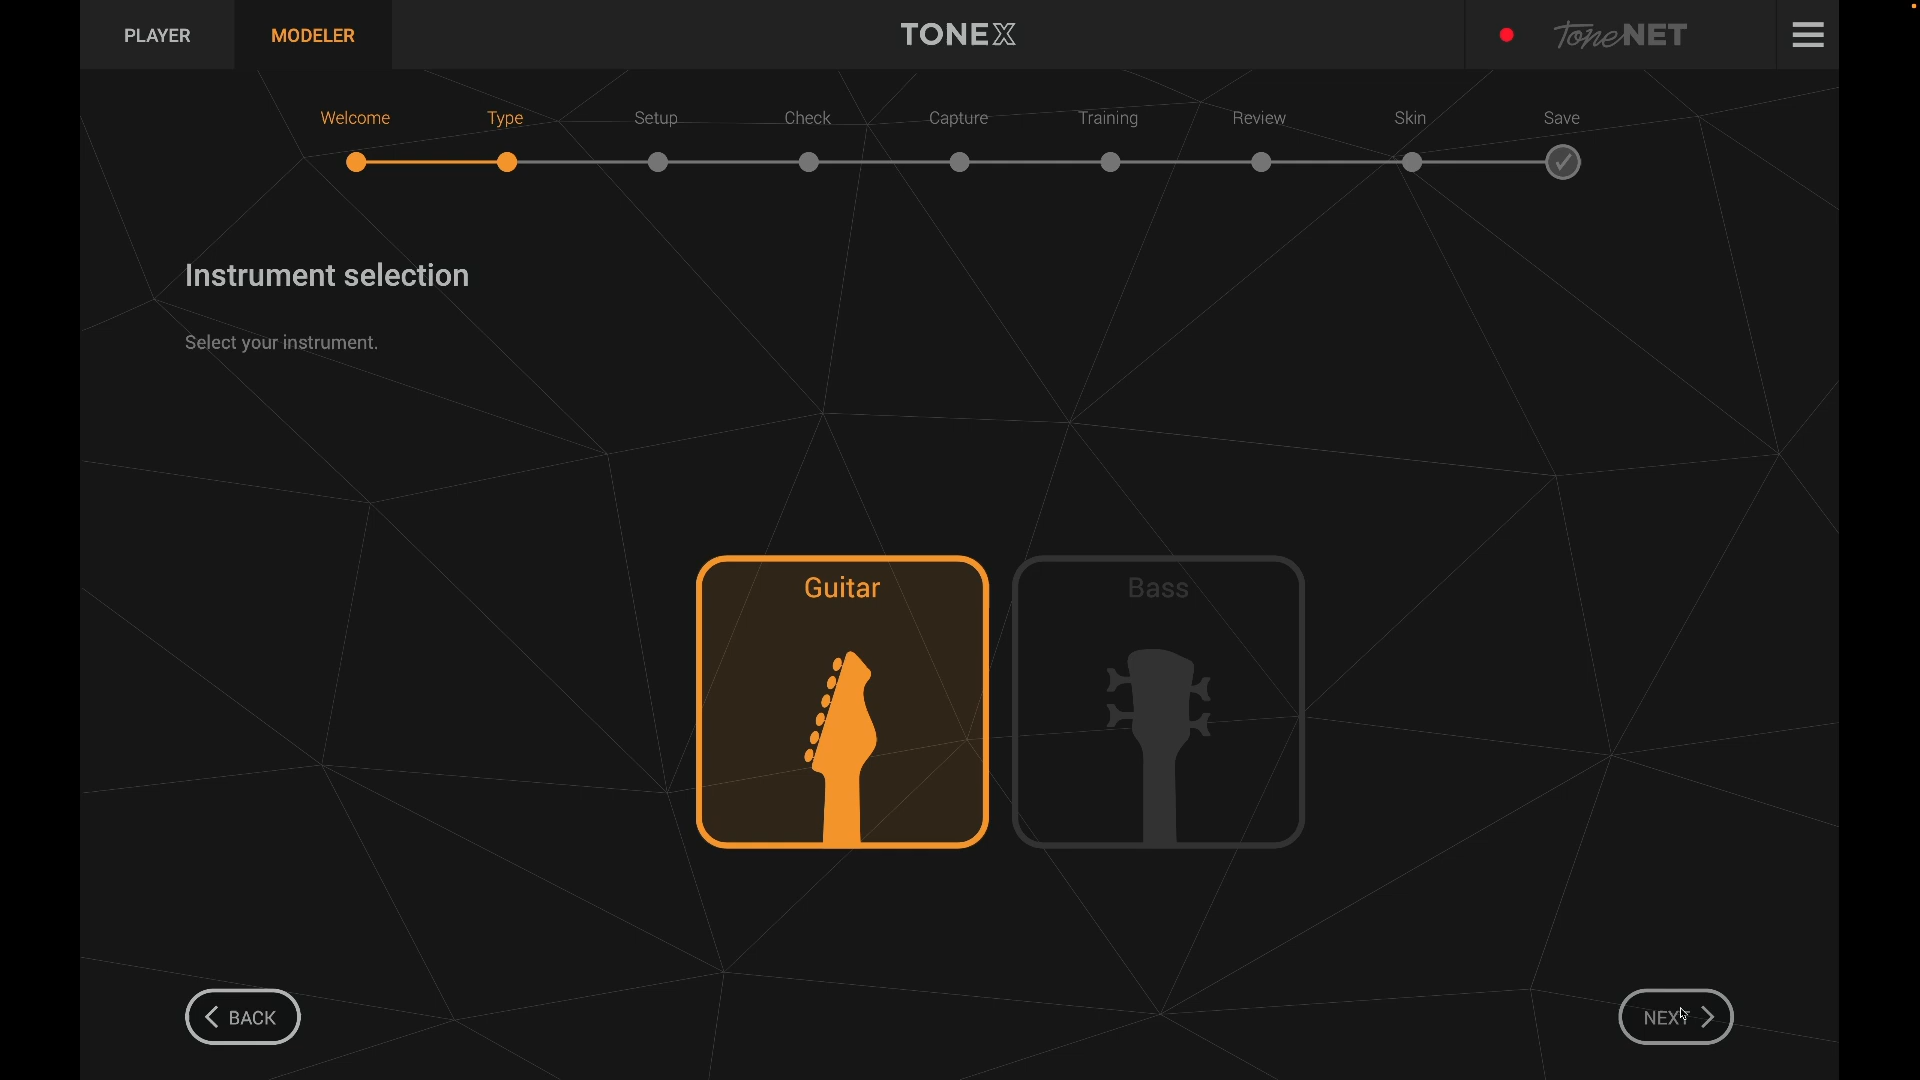 PLAYER
MODELER
TONEX
ToneNET
Welcome
Type
Setup
Check
Capture
Training
Review
Skin
Save
Instrument selection
Select your instrument.
Guitar
Bass
BACK
NEXT